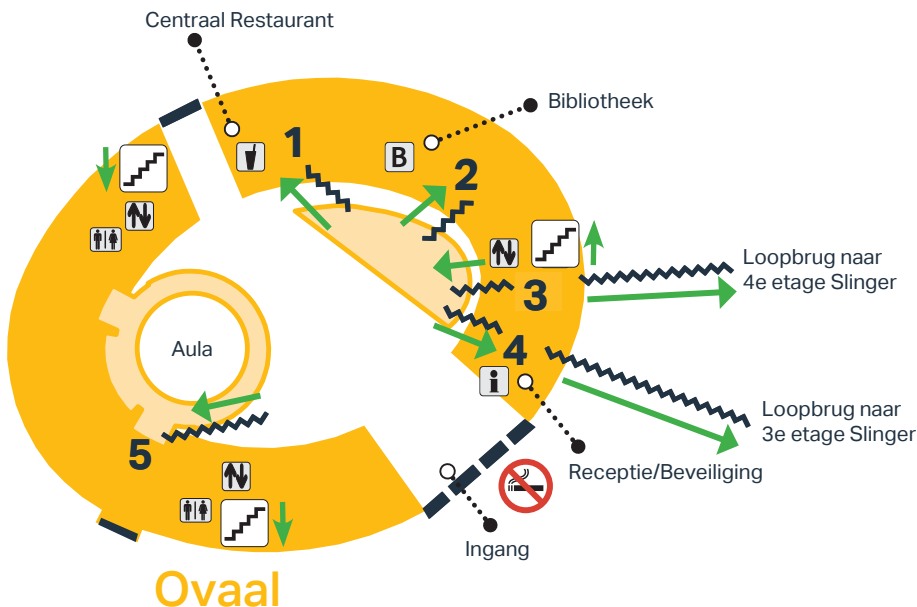 Centraal Restaurant
Bibliotheek
1
B
2
Loopbrug naar
4e etage Slinger
3
4
Aula
i
Loopbrug naar
3e etage Slinger
5
Receptie/Beveiliging
Ingang
Ovaal